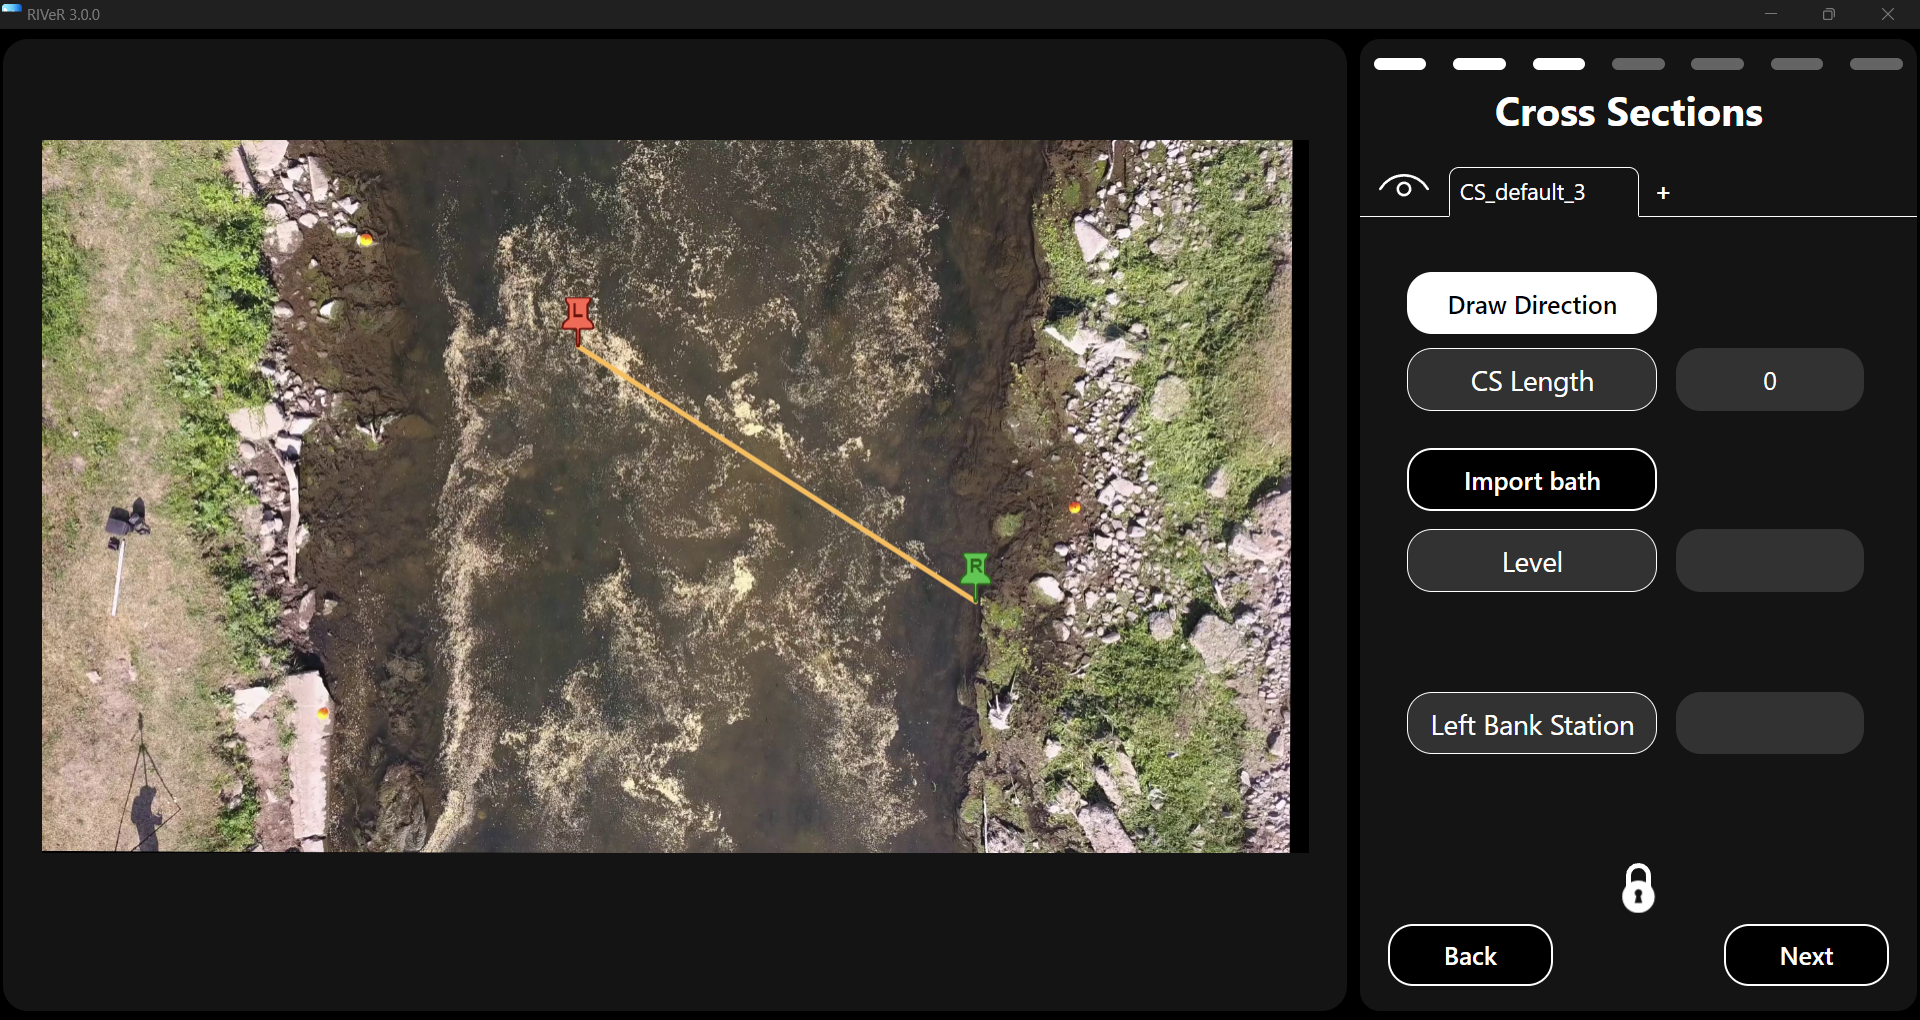 RIVeR 3.0.0
Cross Sections
CS_default_3
+
Draw Direction
CS Length
0
Import bath
Level
Left Bank Station
Back
Next
L
R